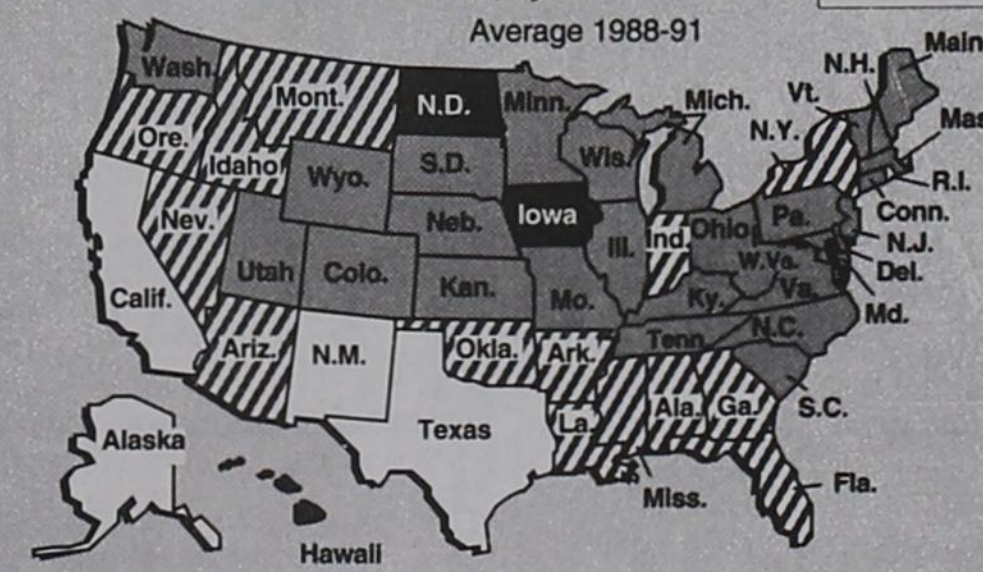 Average 1988-91
Wash.
Mont.
N.D.
Minn.
Mich.
Vt.
N.H.
Main
Mas
N.Y.
Ore.
Idaho
Wyo.
S.D.
Wis.
R.I.
Conn.
Nev.
Neb.
Iowa
Ill.
Ind.
Ohio
Pa.
N.J.
Del.
Md.
Utah
Colo.
Kan.
Mo.
Ky.
W.Va.
Va.
Calif.
Ariz.
N.M.
Okla.
Ark.
Tenn.
N.C.
S.C.
Texas
La.
Ala.
Ga.
Miss.
Fla.
Alaska
Hawaii